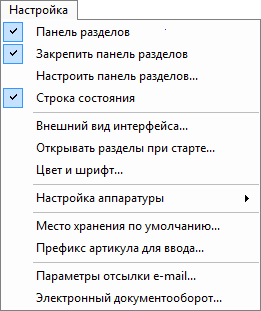 Настройка
Панель разделов
Закрепить панель разделов
Настроить панель разделов...
Строка состояния
Внешний вид интерфейса...
Открывать разделы при старте...
Цвет и шрифт...
Настройка аппаратуры
Место хранения по умолчанию...
Префикс артикула для ввода...
Параметры отсылки e-mail...
Электронный документооборот...